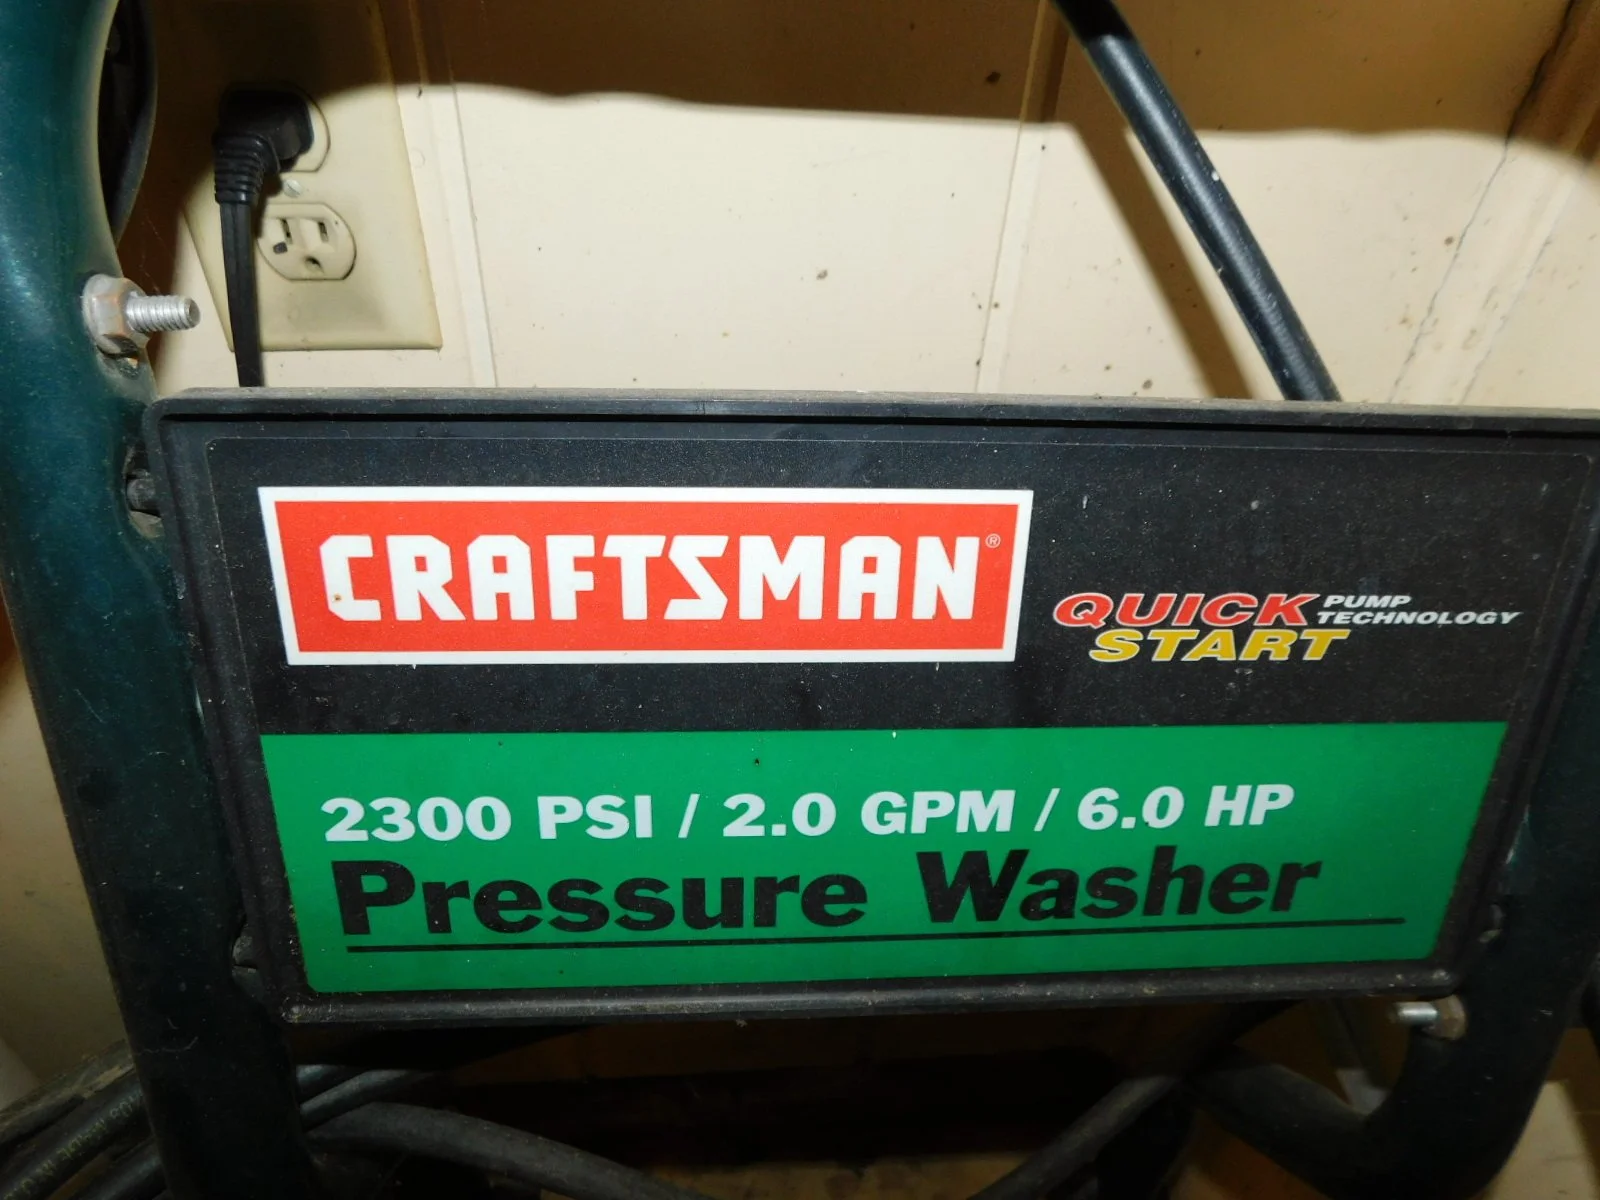 CRAFTSMAN®
QUICK PUMP
START TECHNOLOGY
2300 PSI / 2.0 GPM / 6.0 HP
Pressure Washer